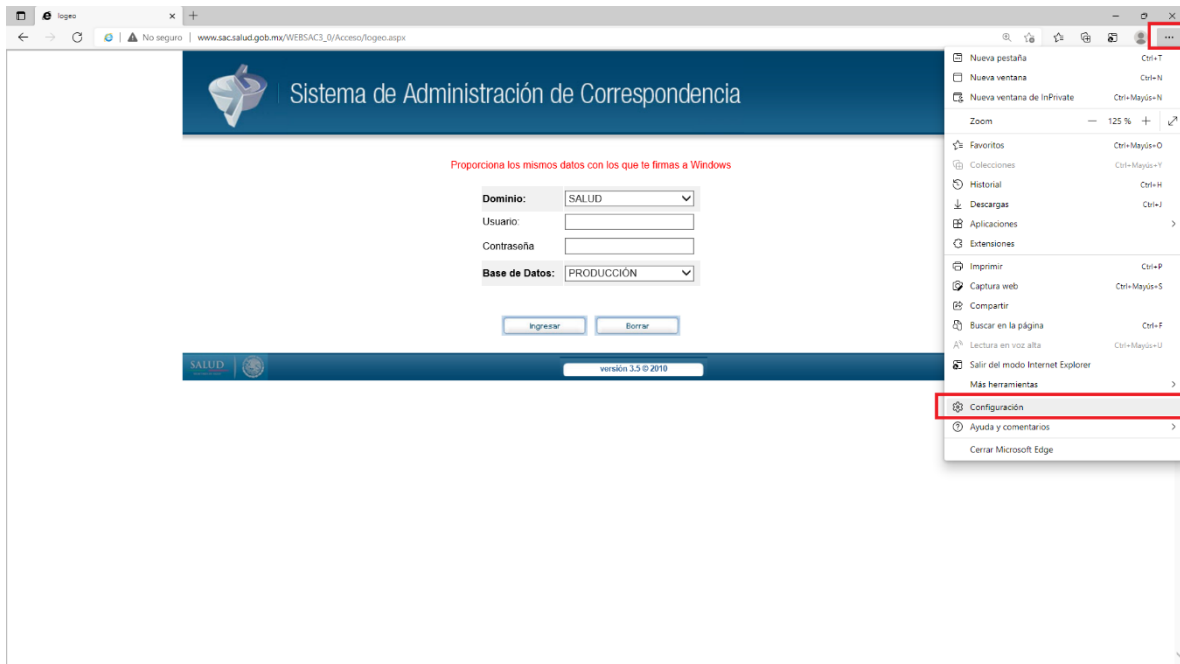 logeo
No seguro | www.sac.salud.gob.mx/WEBSAC3_0/Acceso/logeo.aspx
Sistema de Administración de Correspondencia
Proporciona los mismos datos con los que te firmas a Windows
Dominio: SALUD
Usuario:
Contraseña
Base de Datos: PRODUCCIÓN
Ingresar Borrar
SALUD
versión 3.5 © 2010
Nueva pestaña Ctrl+T
Nueva ventana Ctrl+N
Nueva ventana de InPrivate Ctrl+Mayús+N
Zoom — 125 % +
Favoritos Ctrl+Mayús+O
Colecciones Ctrl+Mayús+Y
Historial Ctrl+H
Descargas Ctrl+J
Aplicaciones
Extensiones
Imprimir Ctrl+P
Captura web Ctrl+Mayús+S
Compartir
Buscar en la página Ctrl+F
Lectura en voz alta Ctrl+Mayús+U
Salir del modo Internet Explorer
Más herramientas
Configuración
Ayuda y comentarios
Cerrar Microsoft Edge